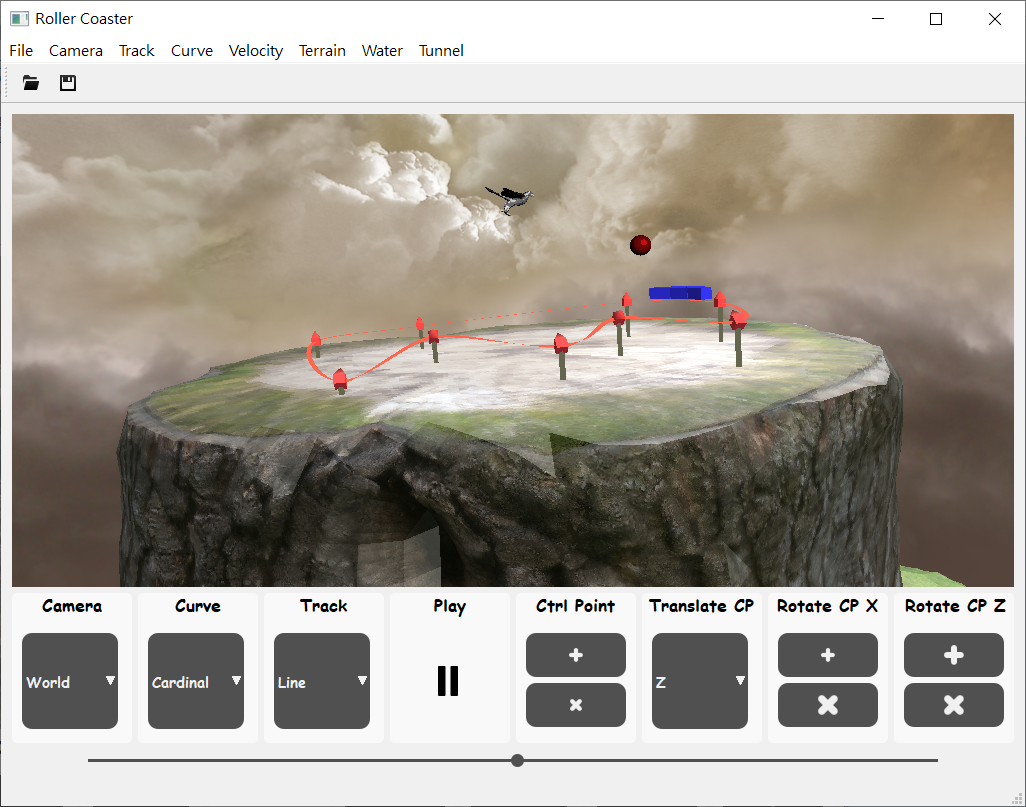 Roller Coaster
File Camera Track Curve Velocity Terrain Water Tunnel
Camera Curve Track Play Ctrl Point Translate CP Rotate CP X Rotate CP Z
World Cardinal Line Z